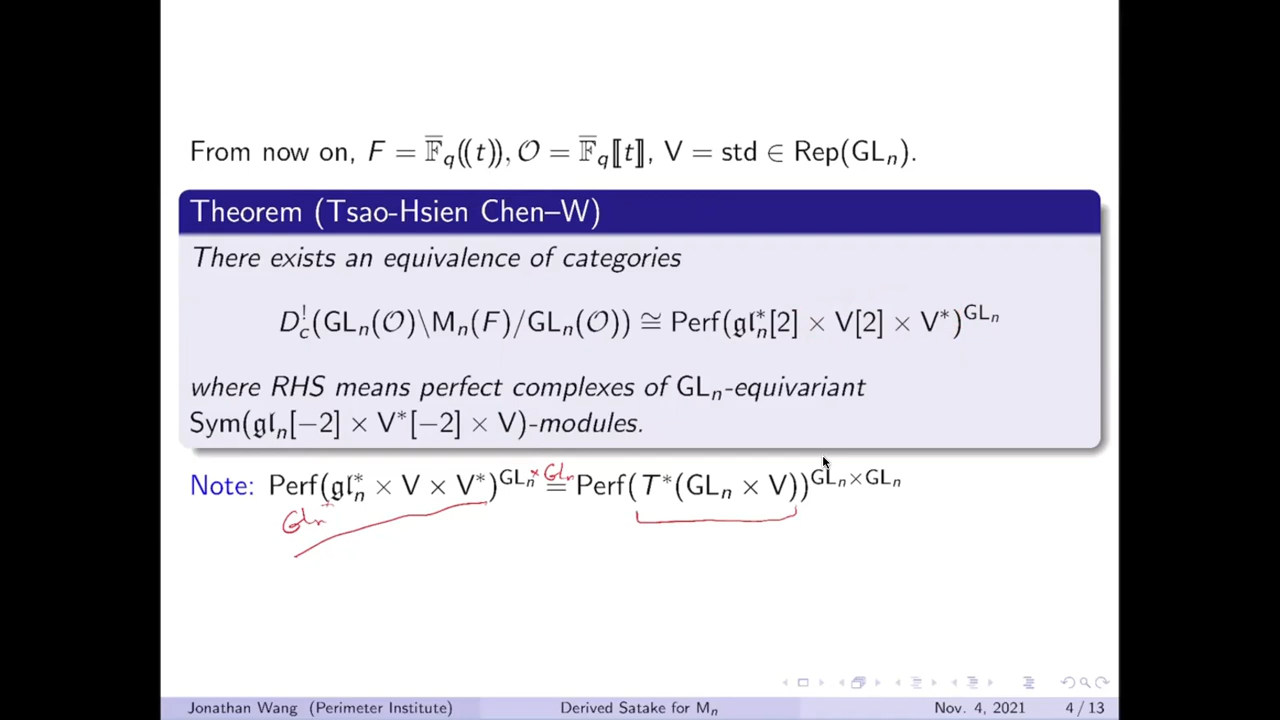 From now on, F = 𝔽̄_q((t)), 𝒪 = 𝔽̄_q[[t]], V = std ∈ Rep(GL_n).
Theorem (Tsao-Hsien Chen–W)
There exists an equivalence of categories
D^!_c(GL_n(𝒪)\M_n(F)/GL_n(𝒪)) ≅ Perf(𝔤𝔩*_n[2] × V[2] × V*)^{GL_n}
where RHS means perfect complexes of GL_n-equivariant
Sym(𝔤𝔩_n[−2] × V*[−2] × V)-modules.
Note: Perf(𝔤𝔩*_n × V × V*)^{GL_n × GL_n} = Perf(T*(GL_n × V))^{GL_n×GL_n}
GL_n ×
Jonathan Wang (Perimeter Institute) Derived Satake for M_n Nov. 4, 2021 4 / 13